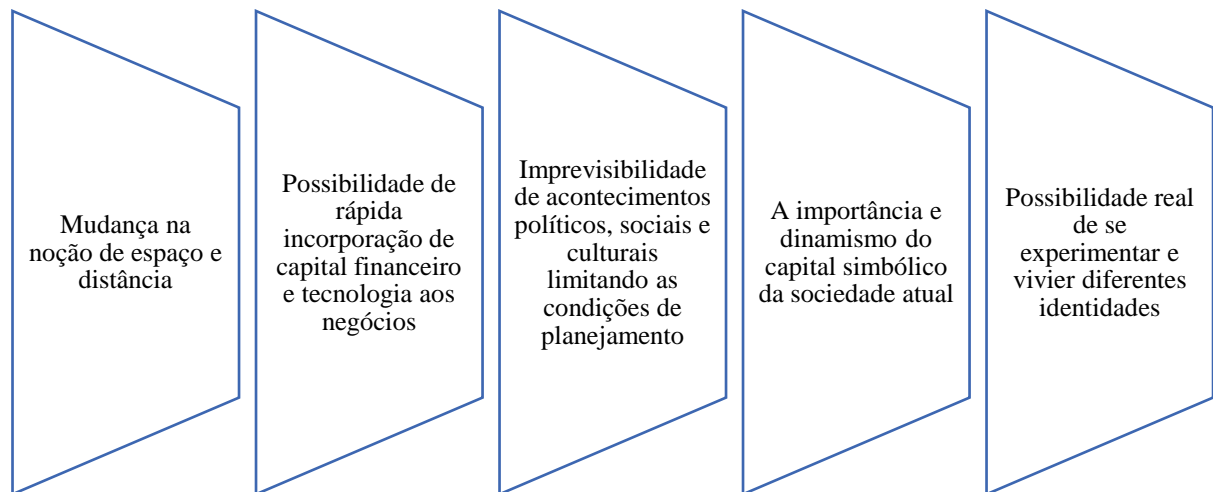 Mudança na
noção de espaço e
distância
Possibilidade de
rápida
incorporação de
capital financeiro
e tecnologia aos
negócios
Imprevisibilidade
de acontecimentos
políticos, sociais e
culturais
limitando as
condições de
planejamento
A importância e
dinamismo do
capital simbólico
da sociedade atual
Possibilidade real
de se
experimentar e
vivier diferentes
identidades